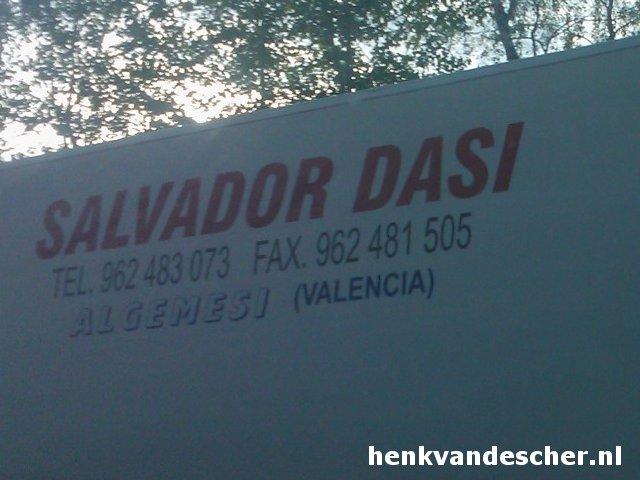 SALVADOR DASI
TEL. 962 483 073 FAX. 962 481 505
ALGEMESI (VALENCIA)
henkvandescher.nl